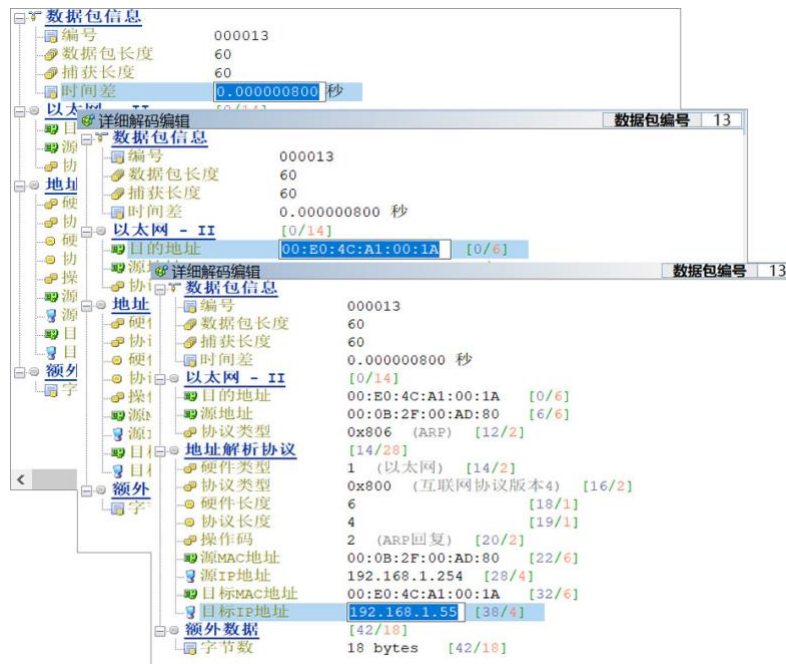 数据包信息
编号 000013
数据包长度 60
捕获长度 60
时间差 0.000000800 秒
以太网 - II [0/14]
详细解码编辑 数据包编号 13
数据包信息
编号 000013
数据包长度 60
捕获长度 60
时间差 0.000000800 秒
以太网 - II [0/14]
目的地址 00:E0:4C:A1:00:1A [0/6]
详细解码编辑 数据包编号 13
数据包信息
编号 000013
数据包长度 60
捕获长度 60
时间差 0.000000800 秒
以太网 - II [0/14]
目的地址 00:E0:4C:A1:00:1A [0/6]
源地址 00:0B:2F:00:AD:80 [6/6]
协议类型 0x806 (ARP) [12/2]
地址解析协议 [14/28]
硬件类型 1 (以太网) [14/2]
协议类型 0x800 (互联网协议版本4) [16/2]
硬件长度 6 [18/1]
协议长度 4 [19/1]
操作码 2 (ARP回复) [20/2]
源MAC地址 00:0B:2F:00:AD:80 [22/6]
源IP地址 192.168.1.254 [28/4]
目标MAC地址 00:E0:4C:A1:00:1A [32/6]
目标IP地址 192.168.1.55 [38/4]
额外数据 [42/18]
字节数 18 bytes [42/18]